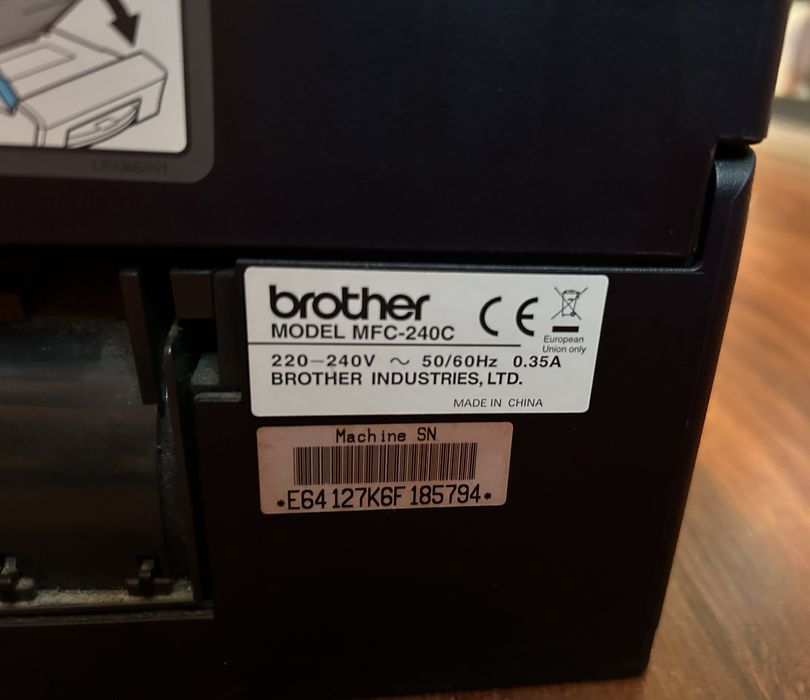 brother
MODEL MFC-240C
CE
European
Union only
220–240V ~ 50/60Hz 0.35A
BROTHER INDUSTRIES, LTD.
MADE IN CHINA
Machine SN
*E64127K6F185794*